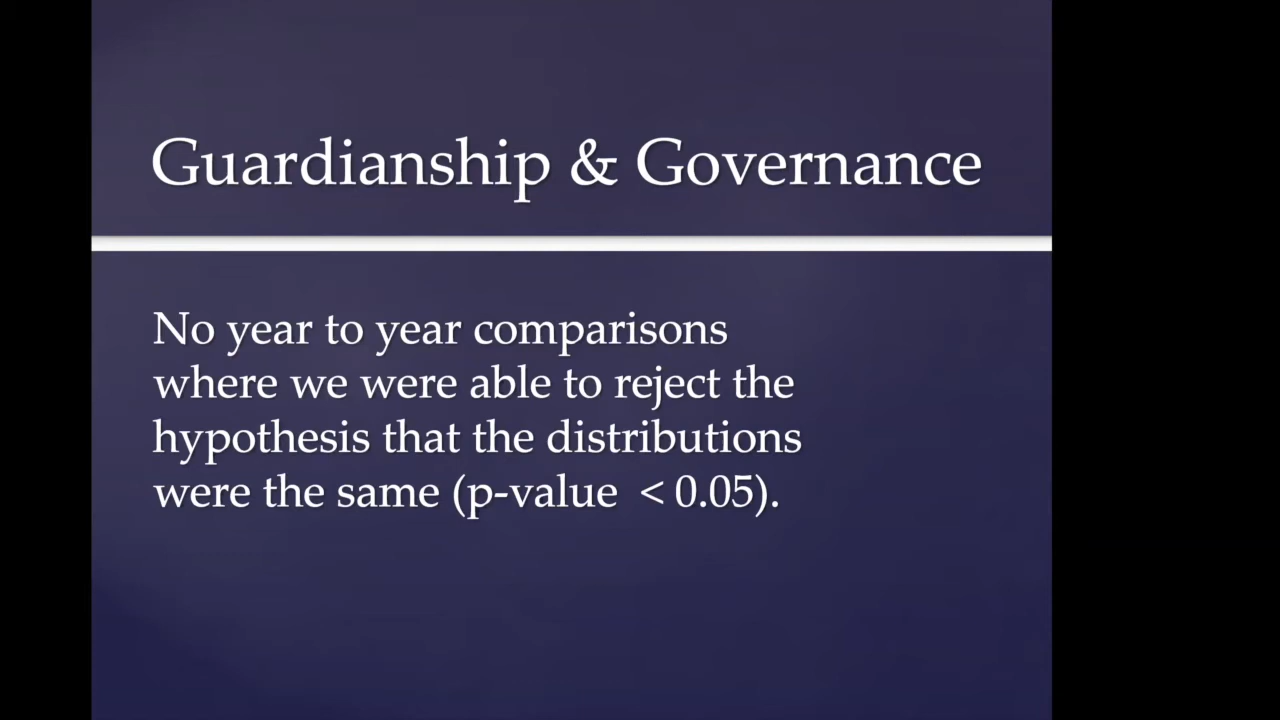 Guardianship & Governance
No year to year comparisons
where we were able to reject the
hypothesis that the distributions
were the same (p-value < 0.05).